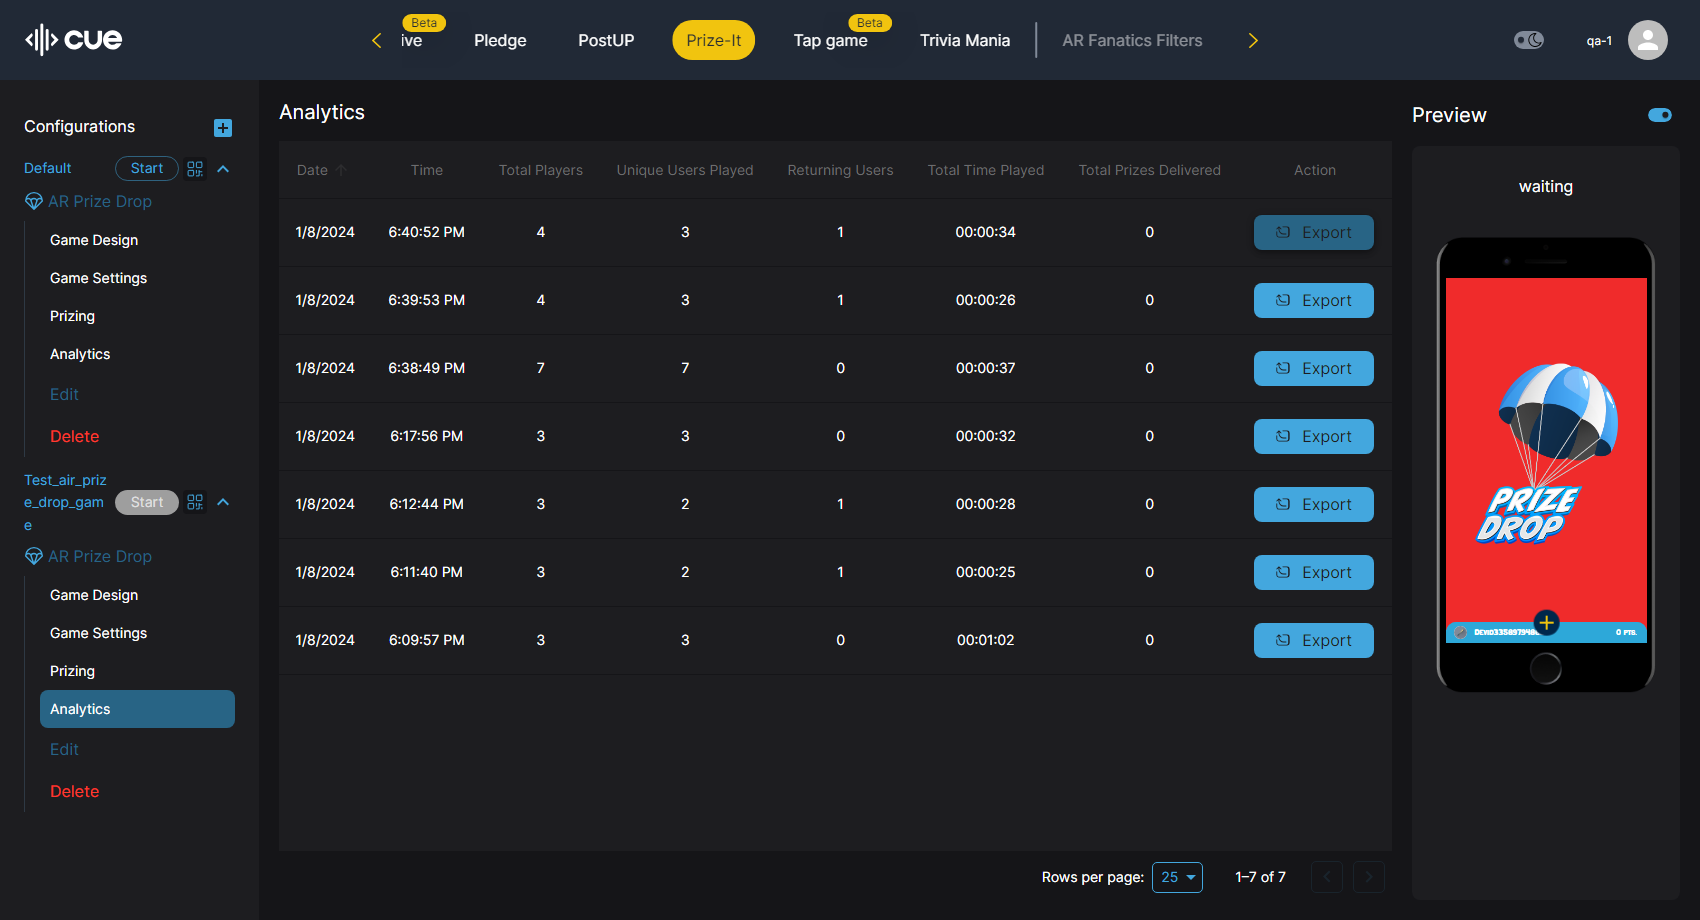 cue
Beta
ive
Pledge
PostUP
Prize-It
Beta
Tap game
Trivia Mania
AR Fanatics Filters
qa-1
Configurations
Default
Start
AR Prize Drop
Game Design
Game Settings
Prizing
Analytics
Edit
Delete
Test_air_priz
e_drop_gam
e
Start
AR Prize Drop
Game Design
Game Settings
Prizing
Analytics
Edit
Delete
Analytics
Date Time Total Players Unique Users Played Returning Users Total Time Played Total Prizes Delivered Action
1/8/2024 6:40:52 PM 4 3 1 00:00:34 0 Export
1/8/2024 6:39:53 PM 4 3 1 00:00:26 0 Export
1/8/2024 6:38:49 PM 7 7 0 00:00:37 0 Export
1/8/2024 6:17:56 PM 3 3 0 00:00:32 0 Export
1/8/2024 6:12:44 PM 3 2 1 00:00:28 0 Export
1/8/2024 6:11:40 PM 3 2 1 00:00:25 0 Export
1/8/2024 6:09:57 PM 3 3 0 00:01:02 0 Export
Rows per page: 25 1–7 of 7
Preview
waiting
PRIZE
DROP
0 PTS.